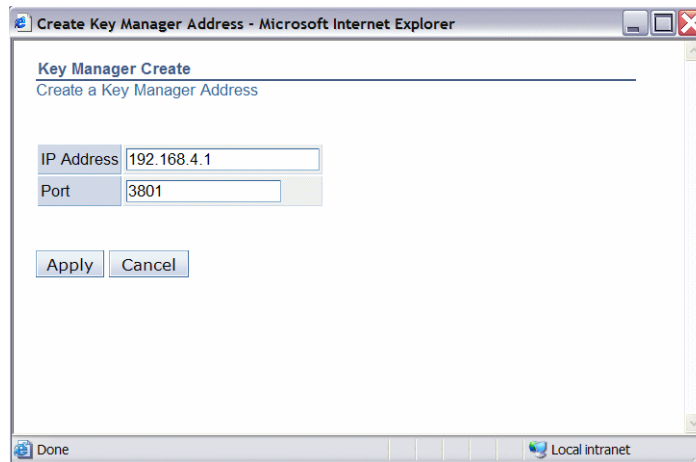 Create Key Manager Address - Microsoft Internet Explorer
Key Manager Create
Create a Key Manager Address
IP Address 192.168.4.1
Port 3801
Apply Cancel
Done Local intranet